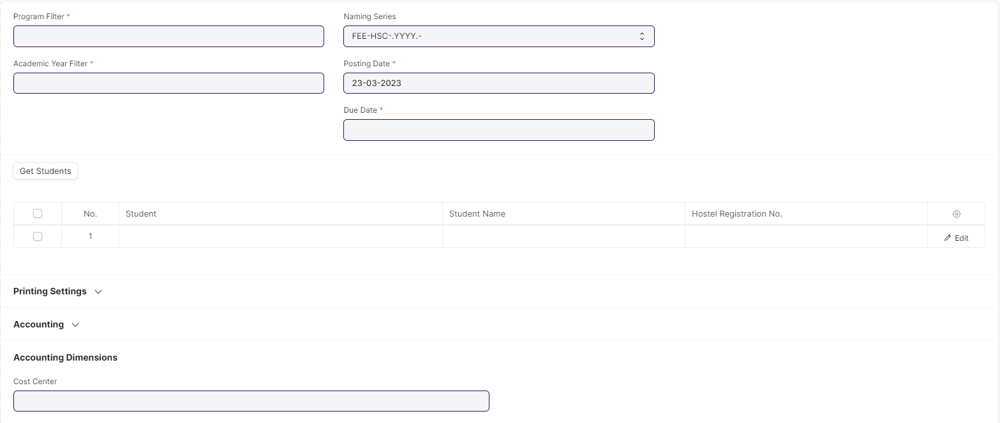 Program Filter *
Naming Series
FEE-HSC-.YYYY.-
Academic Year Filter *
Posting Date *
23-03-2023
Due Date *
Get Students
No. Student Student Name Hostel Registration No.
1 Edit
Printing Settings
Accounting
Accounting Dimensions
Cost Center